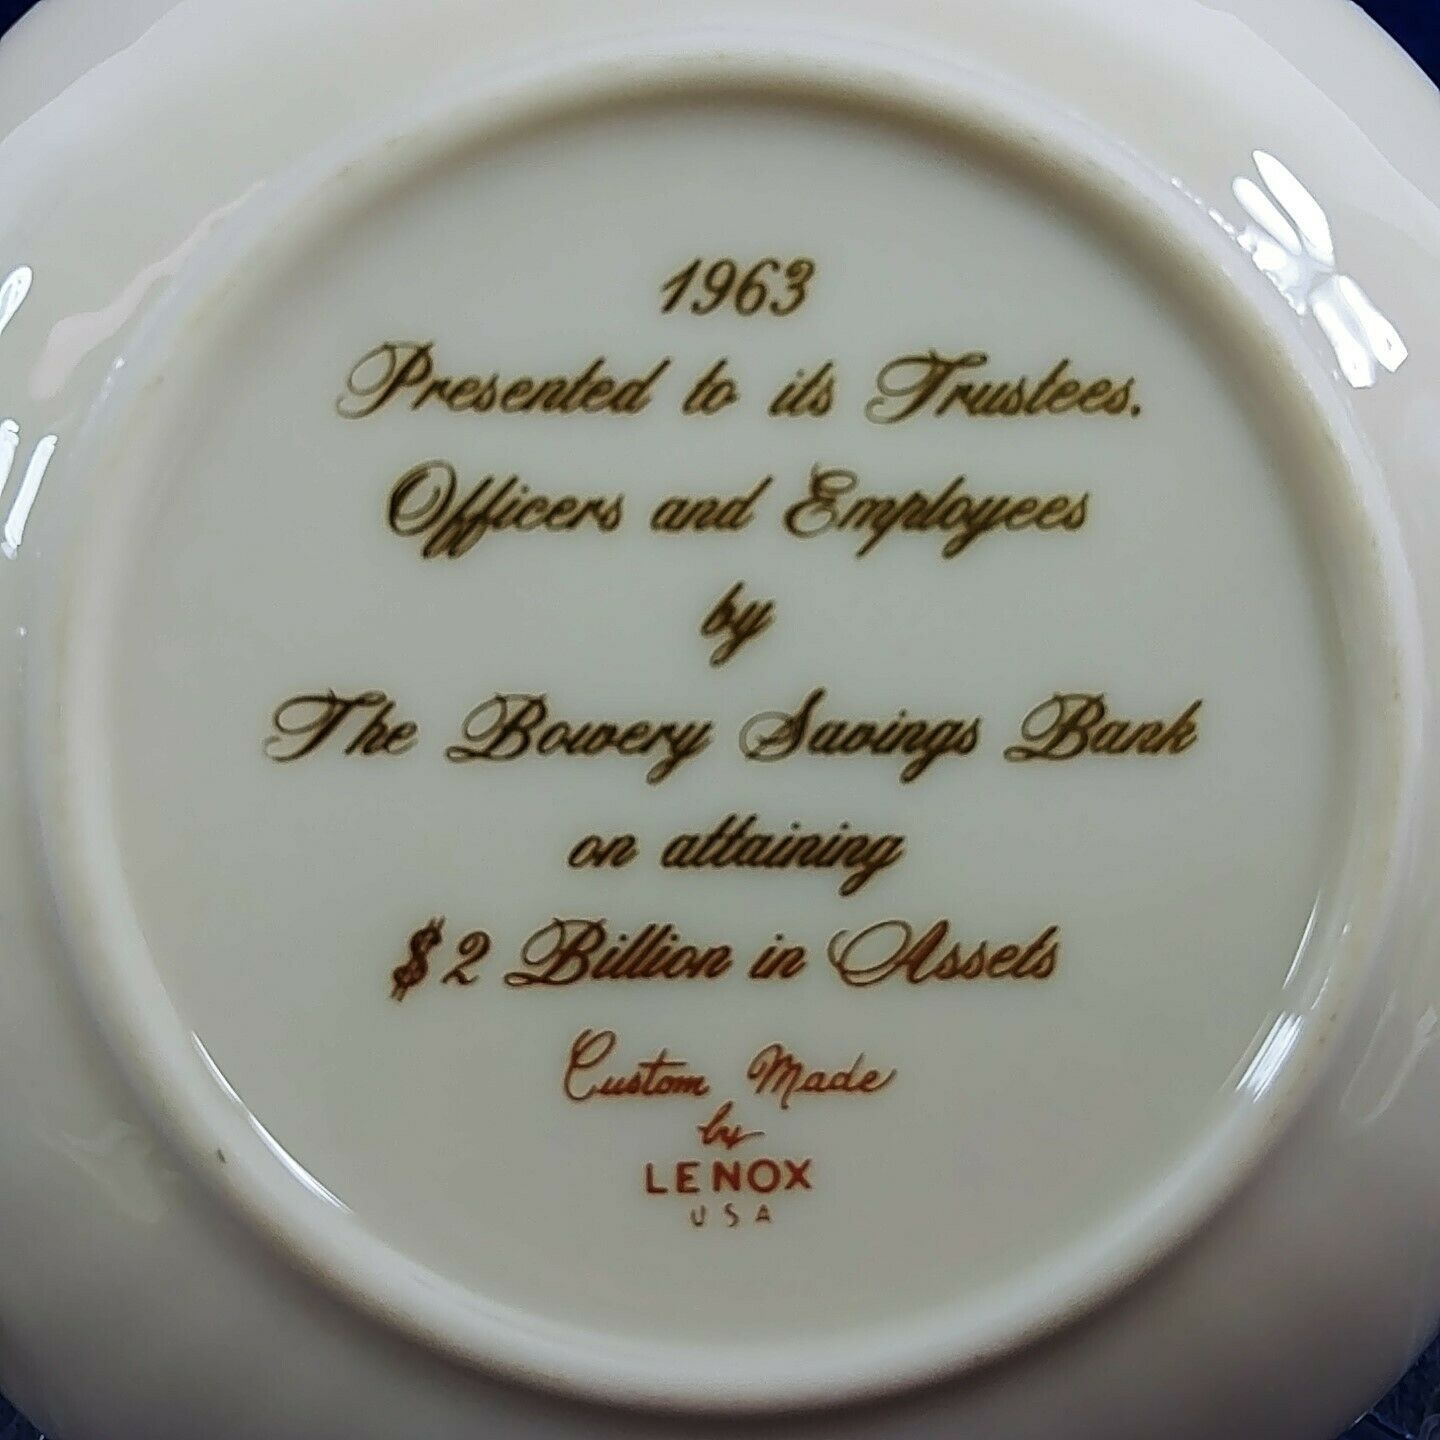 1963
Presented to its Trustees,
Officers and Employees
by
The Bowery Savings Bank
on attaining
$2 Billion in Assets
Custom Made
by
LENOX
USA